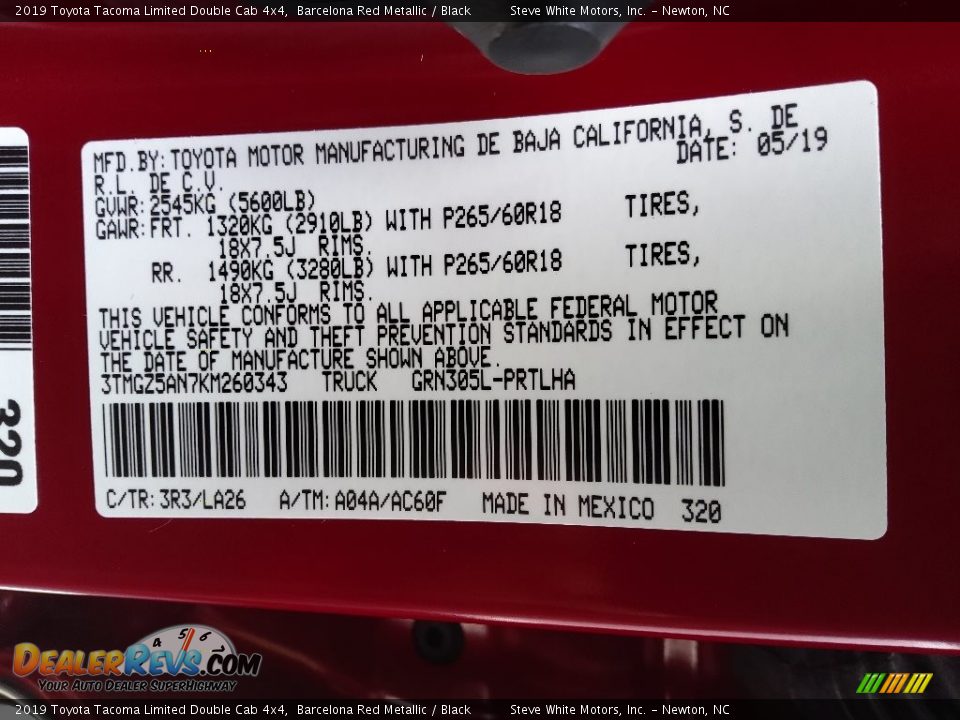 2019 Toyota Tacoma Limited Double Cab 4x4, Barcelona Red Metallic / Black Steve White Motors, Inc. - Newton, NC
MFD.BY:TOYOTA MOTOR MANUFACTURING DE BAJA CALIFORNIA, S. DE
R.L. DE C.V. DATE: 05/19
GVWR:2545KG (5600LB)
GAWR:FRT. 1320KG (2910LB) WITH P265/60R18 TIRES,
18X7.5J RIMS.
RR. 1490KG (3280LB) WITH P265/60R18 TIRES,
18X7.5J RIMS.
THIS VEHICLE CONFORMS TO ALL APPLICABLE FEDERAL MOTOR
VEHICLE SAFETY AND THEFT PREVENTION STANDARDS IN EFFECT ON
THE DATE OF MANUFACTURE SHOWN ABOVE.
3TMGZ5AN7KM260343 TRUCK GRN305L-PRTLHA
C/TR:3R3/LA26 A/TM:A04A/AC60F MADE IN MEXICO 320
320
4 5 6
DEALERREVS.COM
YOUR AUTO DEALER SUPERHIGHWAY
2019 Toyota Tacoma Limited Double Cab 4x4, Barcelona Red Metallic / Black Steve White Motors, Inc. - Newton, NC